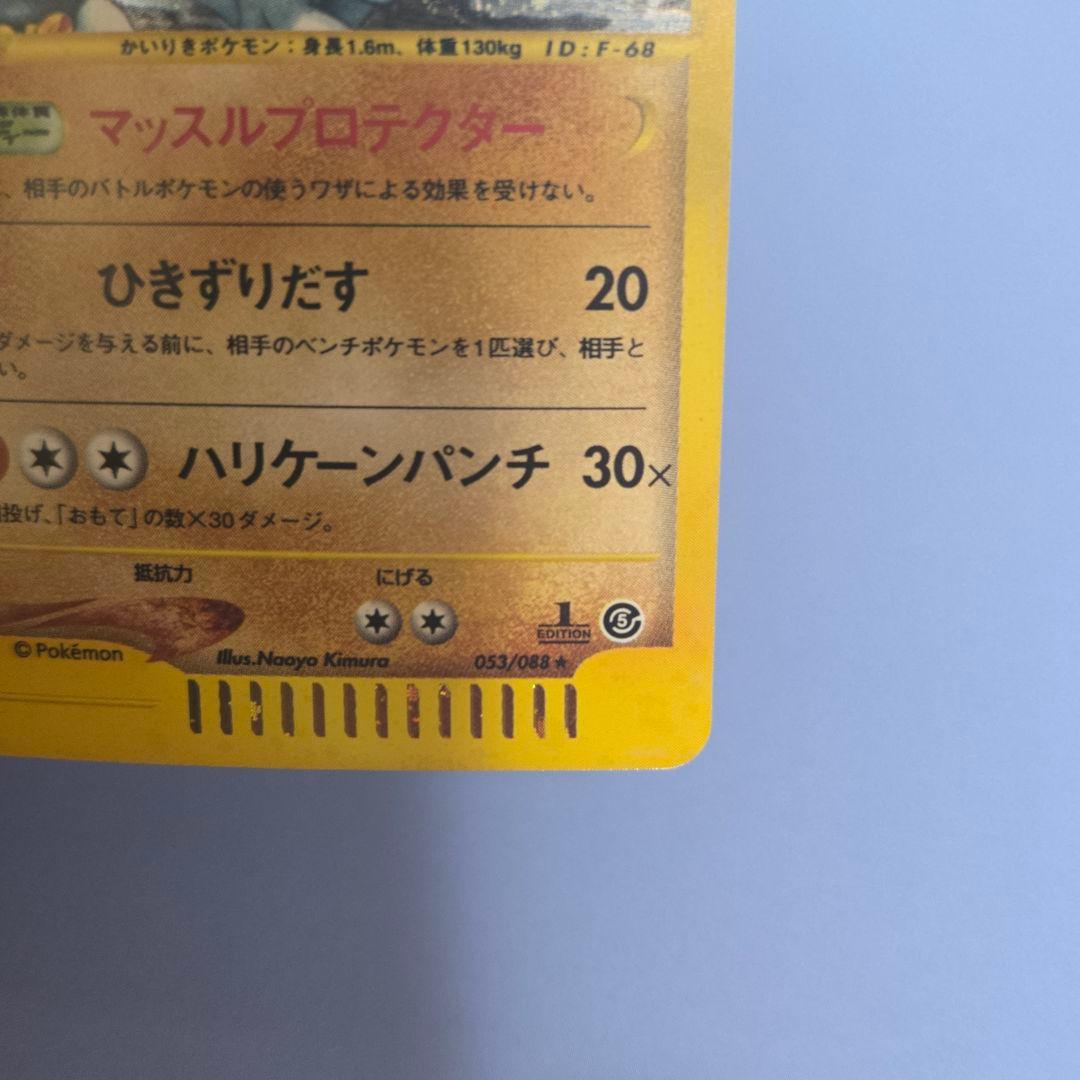 かいりきポケモン：身長1.6m、体重130kg ID:F-68
マッスルプロテクター
、相手のバトルポケモンの使うワザによる効果を受けない。
ひきずりだす 20
ダメージを与える前に、相手のベンチポケモンを1匹選び、相手と
い。
ハリケーンパンチ 30×
投げ、「おもて」の数×30ダメージ。
抵抗力 にげる
1 EDITION 5
© Pokémon Illus.Naoyo Kimura 053/088★